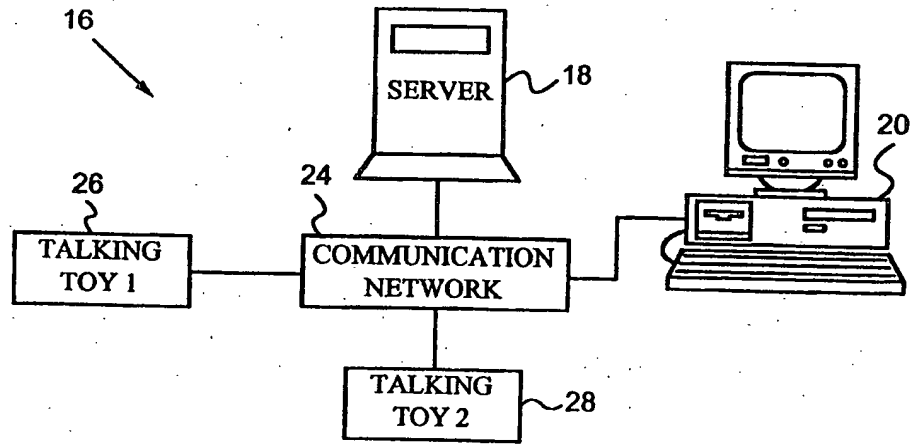 16
SERVER
18
20
26
24
TALKING
TOY 1
COMMUNICATION
NETWORK
TALKING
TOY 2
28